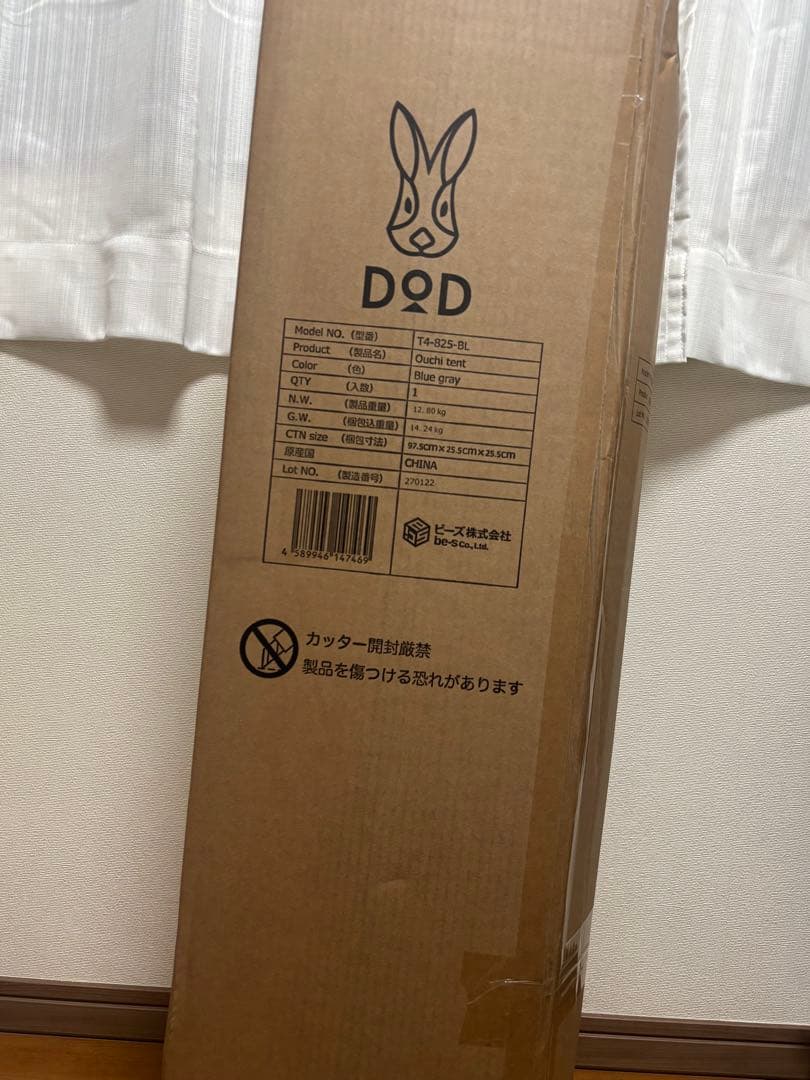 DOD
Model NO. (型番) T4-825-BL
Product (製品名) Ouchi tent
Color (色) Blue gray
QTY (入数) 1
N.W. (製品重量) 12.80 kg
G.W. (梱包込重量) 14.24 kg
CTN size (梱包寸法) 97.5cm×25.5cm×25.5cm
原産国 CHINA
Lot NO. (製造番号) 270122
4 589946 147469
ビーズ株式会社
be-s Co., Ltd.
カッター開封厳禁
製品を傷つける恐れがあります